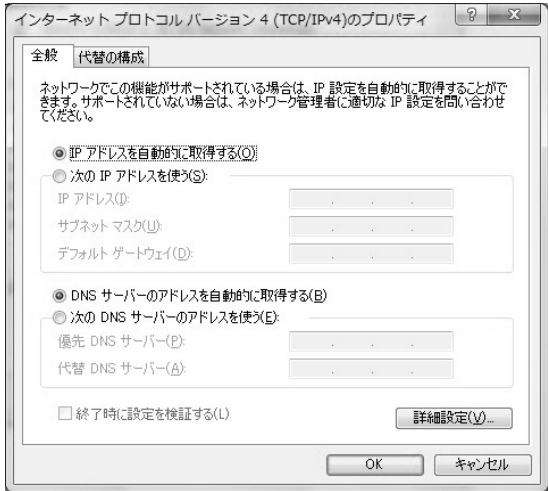 インターネット プロトコル バージョン 4 (TCP/IPv4)のプロパティ
全般 代替の構成
ネットワークでこの機能がサポートされている場合は、IP 設定を自動的に取得することがで
きます。サポートされていない場合は、ネットワーク管理者に適切な IP 設定を問い合わせ
てください。
IP アドレスを自動的に取得する(O)
次の IP アドレスを使う(S):
IP アドレス(I):
サブネット マスク(U):
デフォルト ゲートウェイ(D):
DNS サーバーのアドレスを自動的に取得する(B)
次の DNS サーバーのアドレスを使う(E):
優先 DNS サーバー(P):
代替 DNS サーバー(A):
終了時に設定を検証する(L)
詳細設定(V)...
OK キャンセル